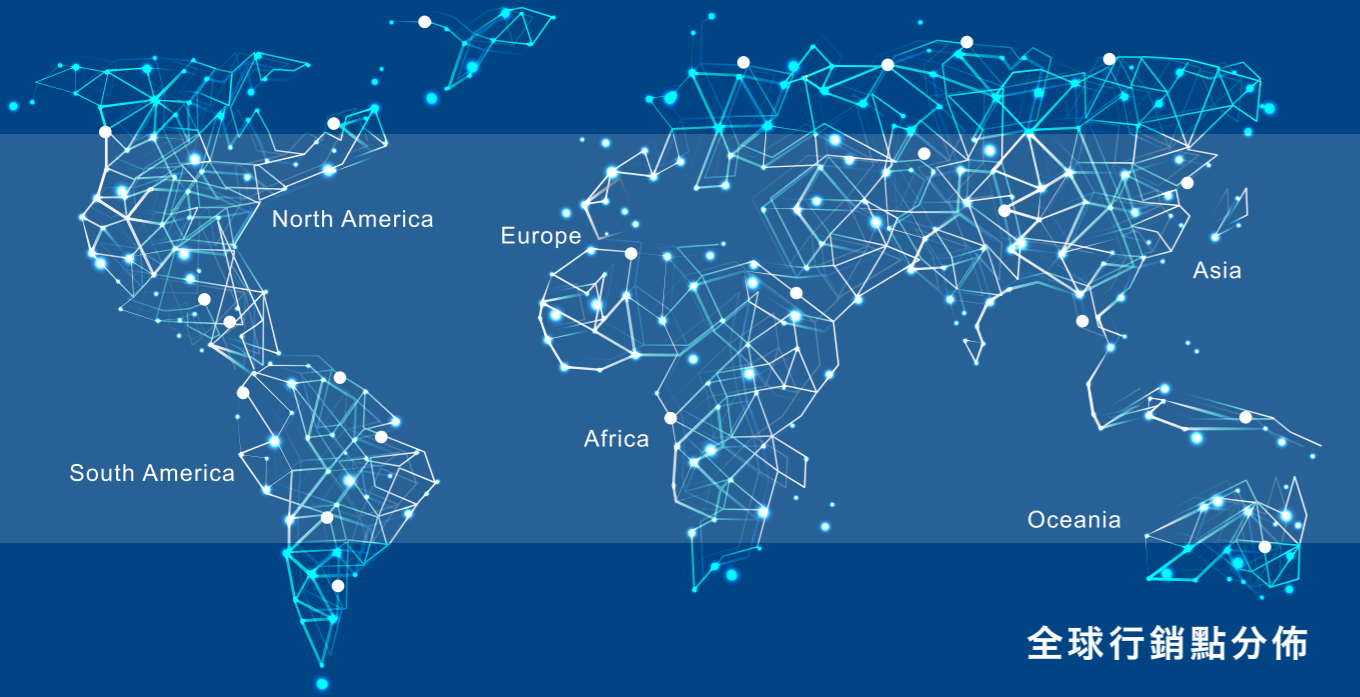 North America
Europe
Asia
Africa
South America
Oceania
全球行銷點分佈